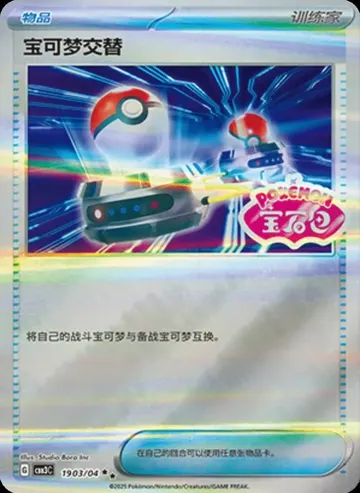 物品
训练家
宝可梦交替
POKÉMON
宝石包
将自己的战斗宝可梦与备战宝可梦互换。
Illus. Studio Bora Inc.
G CBB3C 1903/04
在自己的回合可以使用任意张物品卡。
©2025 Pokémon/Nintendo/Creatures/GAME FREAK.